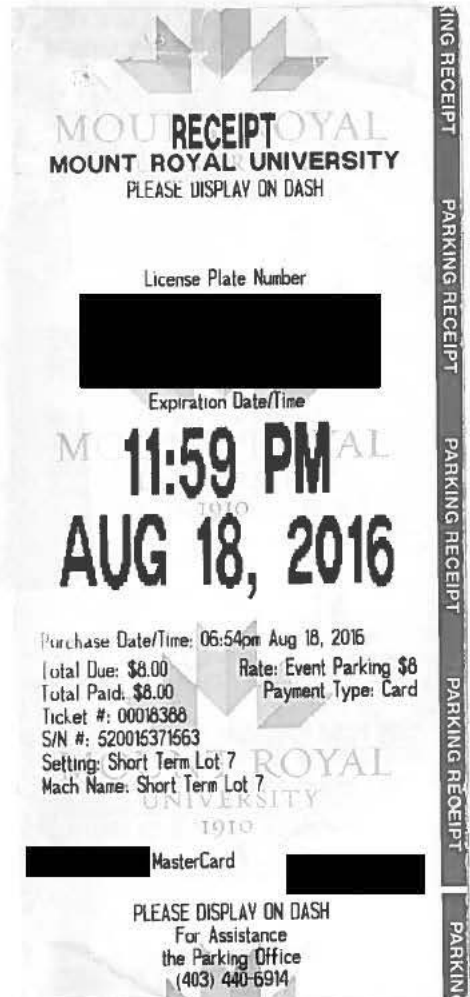 RECEIPT
MOUNT ROYAL UNIVERSITY
PLEASE DISPLAY ON DASH
License Plate Number
Expiration Date/Time
11:59 PM
AUG 18, 2016
Purchase Date/Time: 06:54pm Aug 18, 2016
Total Due: $8.00 Rate: Event Parking $8
Total Paid: $8.00 Payment Type: Card
Ticket #: 00018388
S/N #: 520015371563
Setting: Short Term Lot 7
Mach Name: Short Term Lot 7
MasterCard
PLEASE DISPLAY ON DASH
For Assistance
the Parking Office
(403) 440-6914
MOUNT ROYAL
UNIVERSITY
1910
PARKING RECEIPT
PARKING RECEIPT
PARKING RECEIPT
PARKING RECEIPT